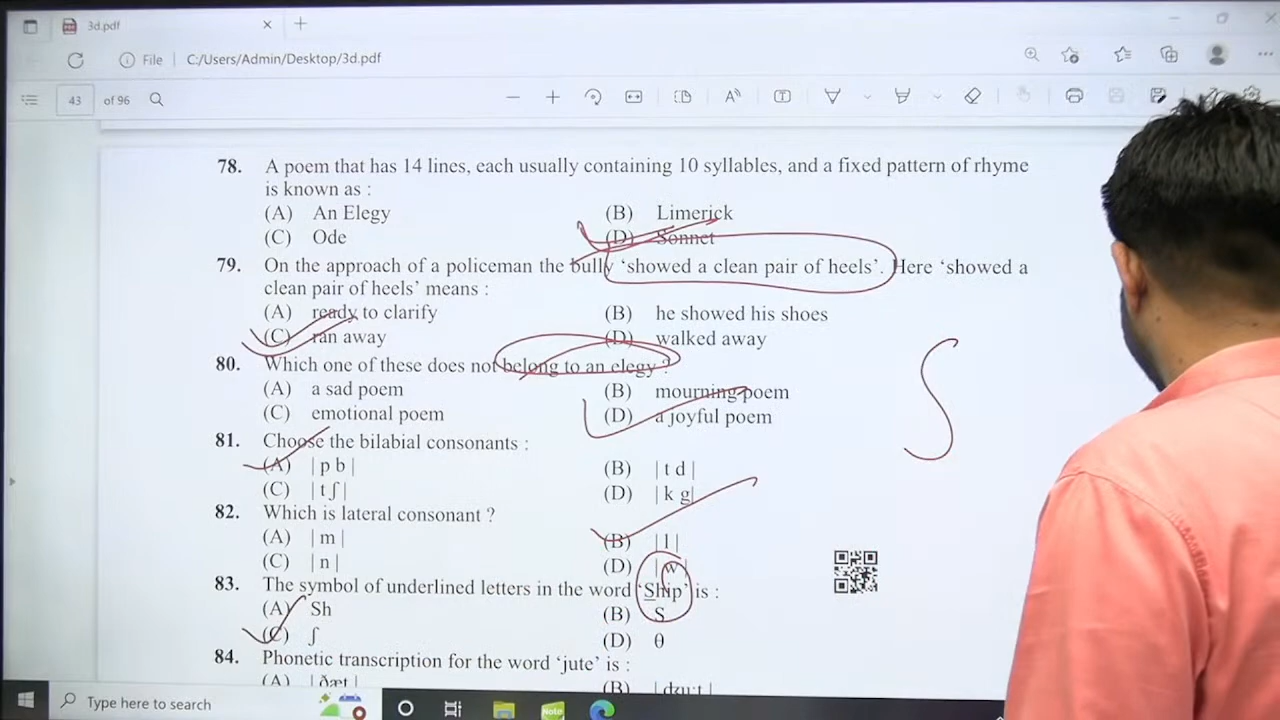 3d.pdf
File C:/Users/Admin/Desktop/3d.pdf
43 of 96
78. A poem that has 14 lines, each usually containing 10 syllables, and a fixed pattern of rhyme
is known as :
(A) An Elegy (B) Limerick
(C) Ode (D) Sonnet
79. On the approach of a policeman the bully ‘showed a clean pair of heels’. Here ‘showed a
clean pair of heels’ means :
(A) ready to clarify (B) he showed his shoes
(C) ran away (D) walked away
80. Which one of these does not belong to an elegy ?
(A) a sad poem (B) mourning poem
(C) emotional poem (D) a joyful poem
81. Choose the bilabial consonants :
(A) | p b | (B) | t d |
(C) | t ʃ | (D) | k g|
82. Which is lateral consonant ?
(A) | m | (B) | l |
(C) | n | (D) | w |
83. The symbol of underlined letters in the word ‘Ship’ is :
(A) Sh (B) S
(C) ʃ (D) θ
84. Phonetic transcription for the word ‘jute’ is :
(A) | ðæt | (B) | dʒu:t |
ʃ
Type here to search
Note